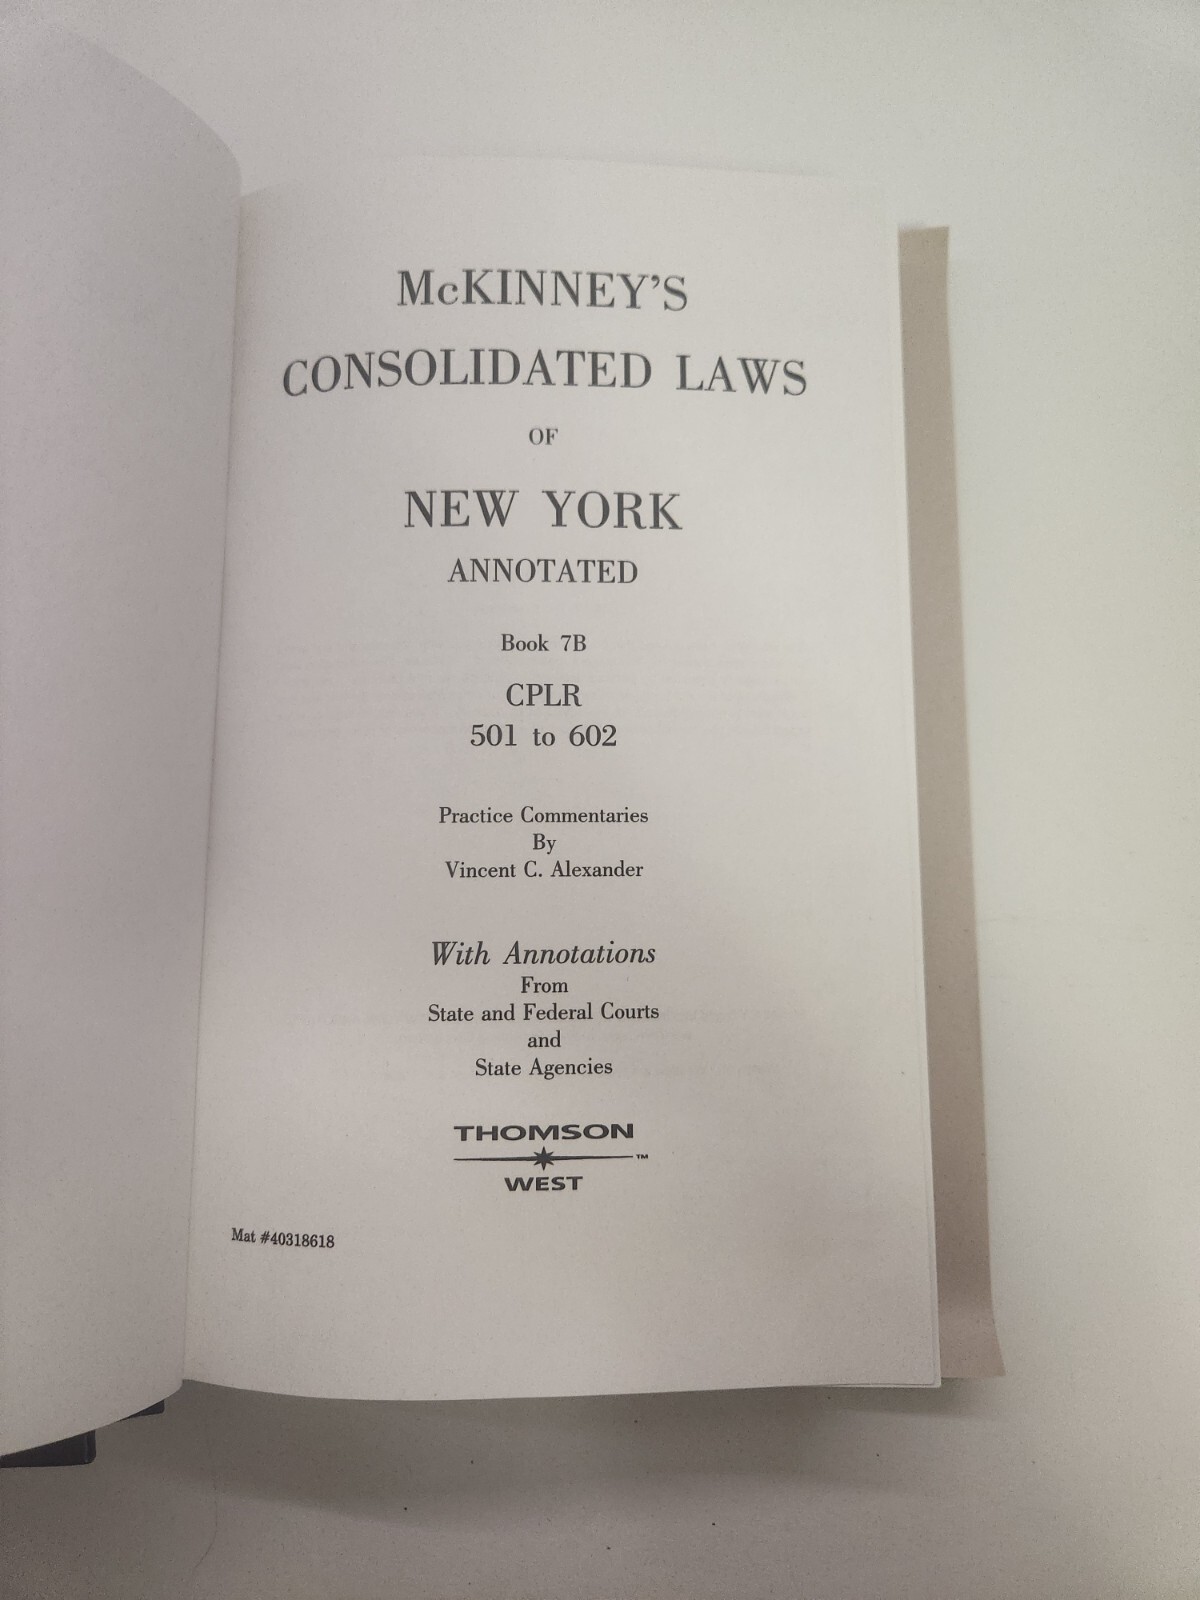 McKINNEY'S
CONSOLIDATED LAWS
OF
NEW YORK
ANNOTATED
Book 7B
CPLR
501 to 602
Practice Commentaries
By
Vincent C. Alexander
With Annotations
From
State and Federal Courts
and
State Agencies
THOMSON
™
WEST
Mat #40318618